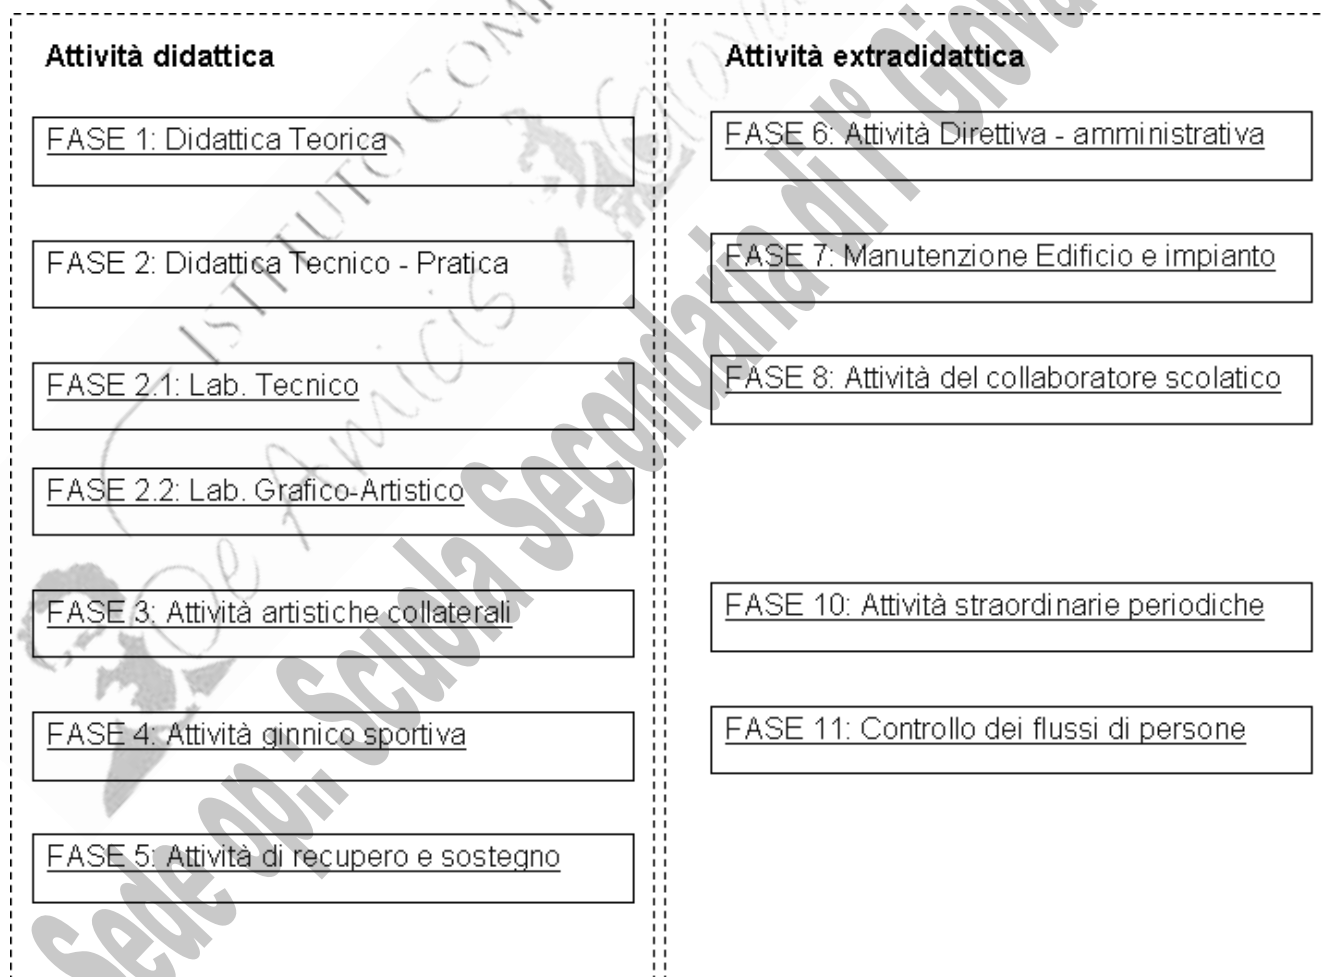 Attività didattica
FASE 1: Didattica Teorica
FASE 2: Didattica Tecnico - Pratica
FASE 2.1: Lab. Tecnico
FASE 2.2: Lab. Grafico-Artistico
FASE 3: Attività artistiche collaterali
FASE 4: Attività ginnico sportiva
FASE 5: Attività di recupero e sostegno
Attività extradidattica
FASE 6: Attività Direttiva - amministrativa
FASE 7: Manutenzione Edificio e impianto
FASE 8: Attività del collaboratore scolatico
FASE 10: Attività straordinarie periodiche
FASE 11: Controllo dei flussi di persone
ISTITUTO COM
De Amicis
Giova
Sede op.: Scuola Secondaria di I° Giova